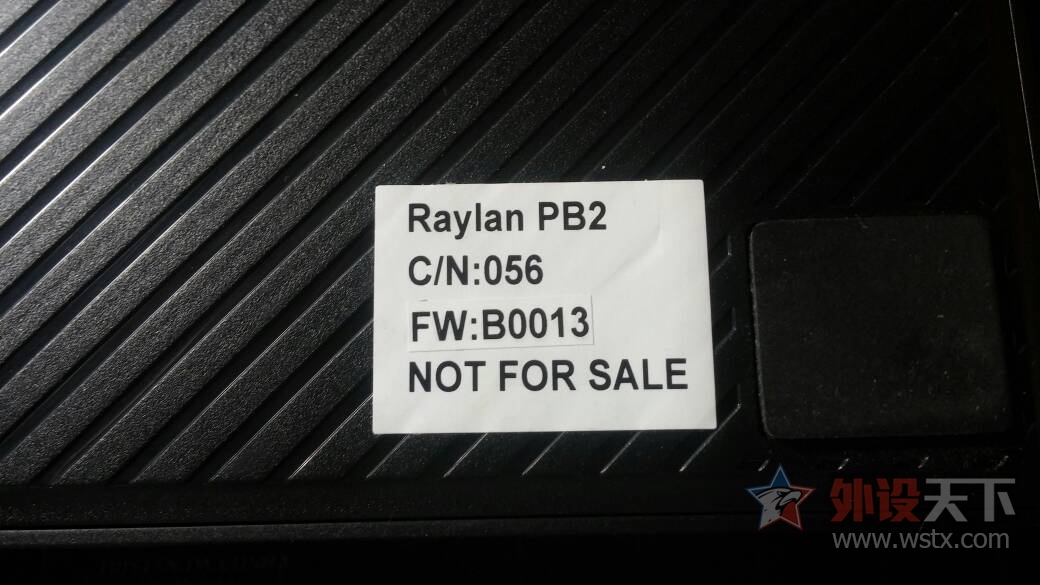 Raylan PB2
C/N:056
FW:B0013
NOT FOR SALE
外设天下
www.wstx.com